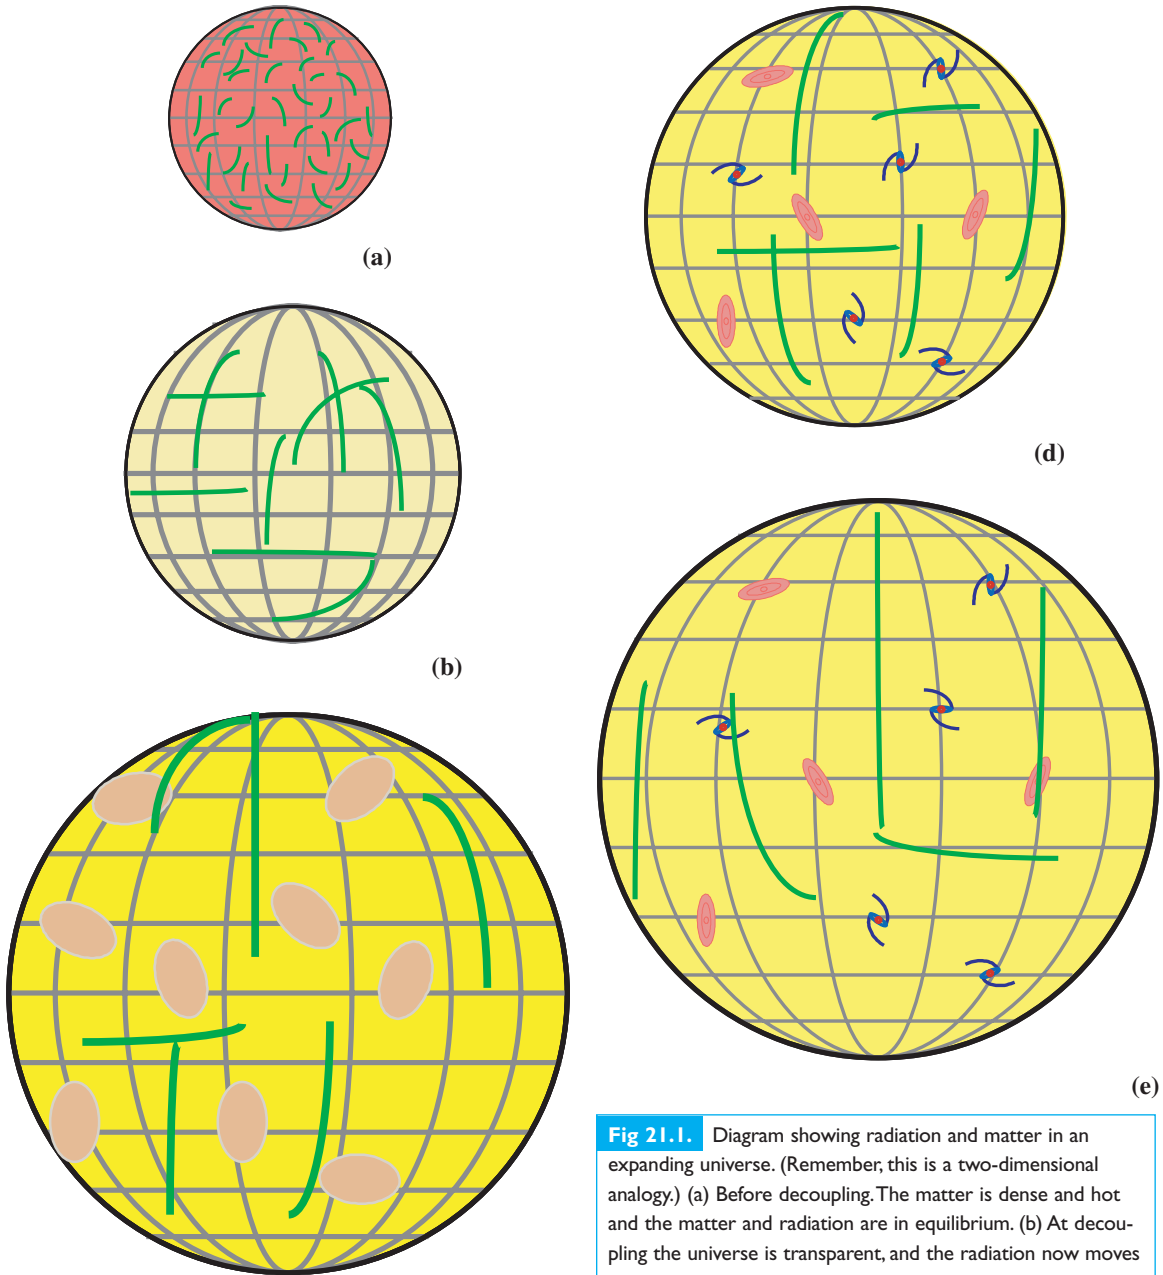 (a)
(b)
(d)
(e)
Fig 21.1. Diagram showing radiation and matter in an
expanding universe. (Remember, this is a two-dimensional
analogy.) (a) Before decoupling. The matter is dense and hot
and the matter and radiation are in equilibrium. (b) At decou-
pling the universe is transparent, and the radiation now moves